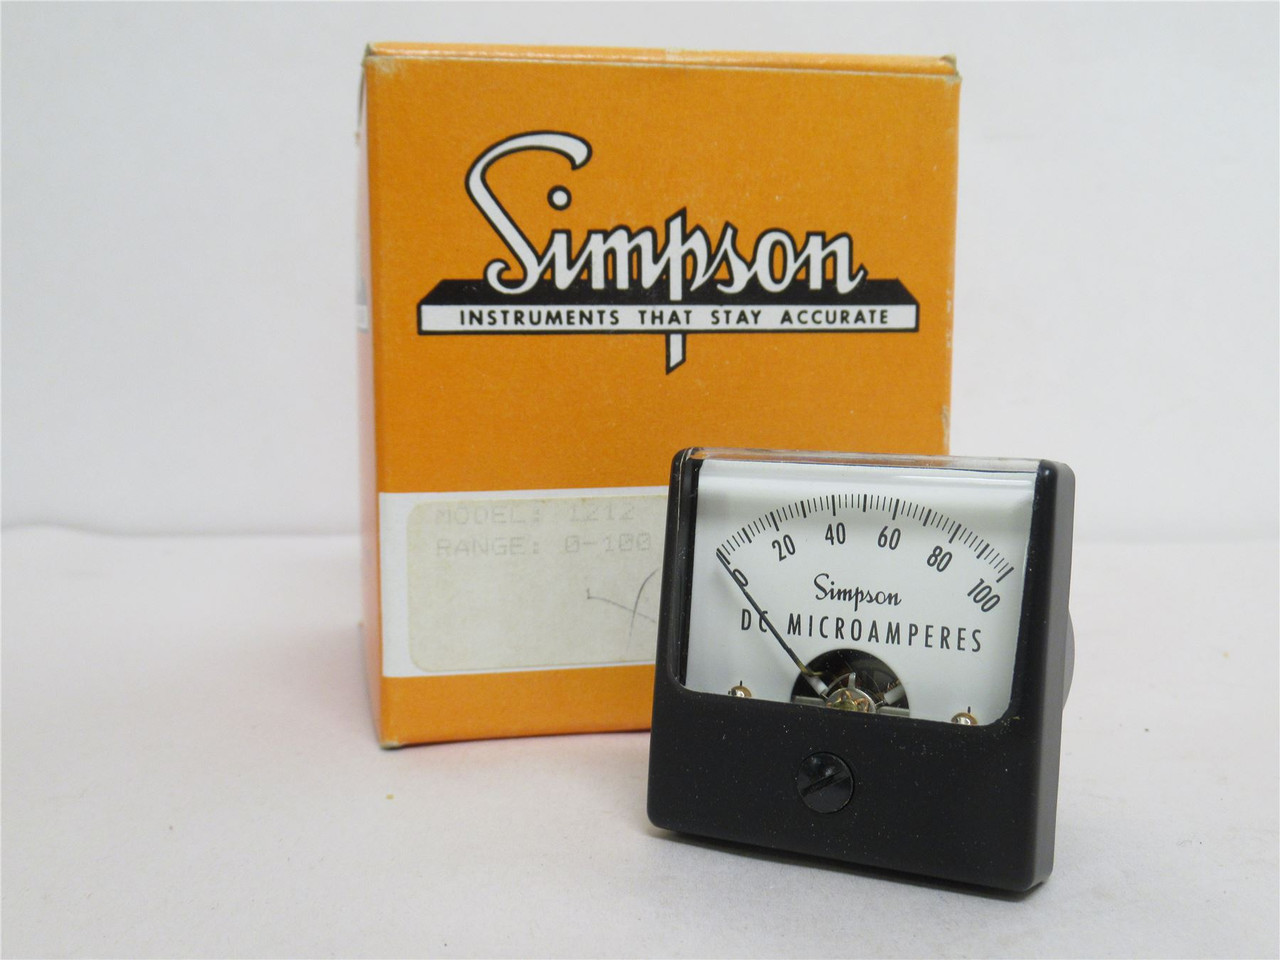 Simpson
INSTRUMENTS THAT STAY ACCURATE
MODEL: 1212
RANGE: 0-100
0 20 40 60 80 100
Simpson
DC MICROAMPERES